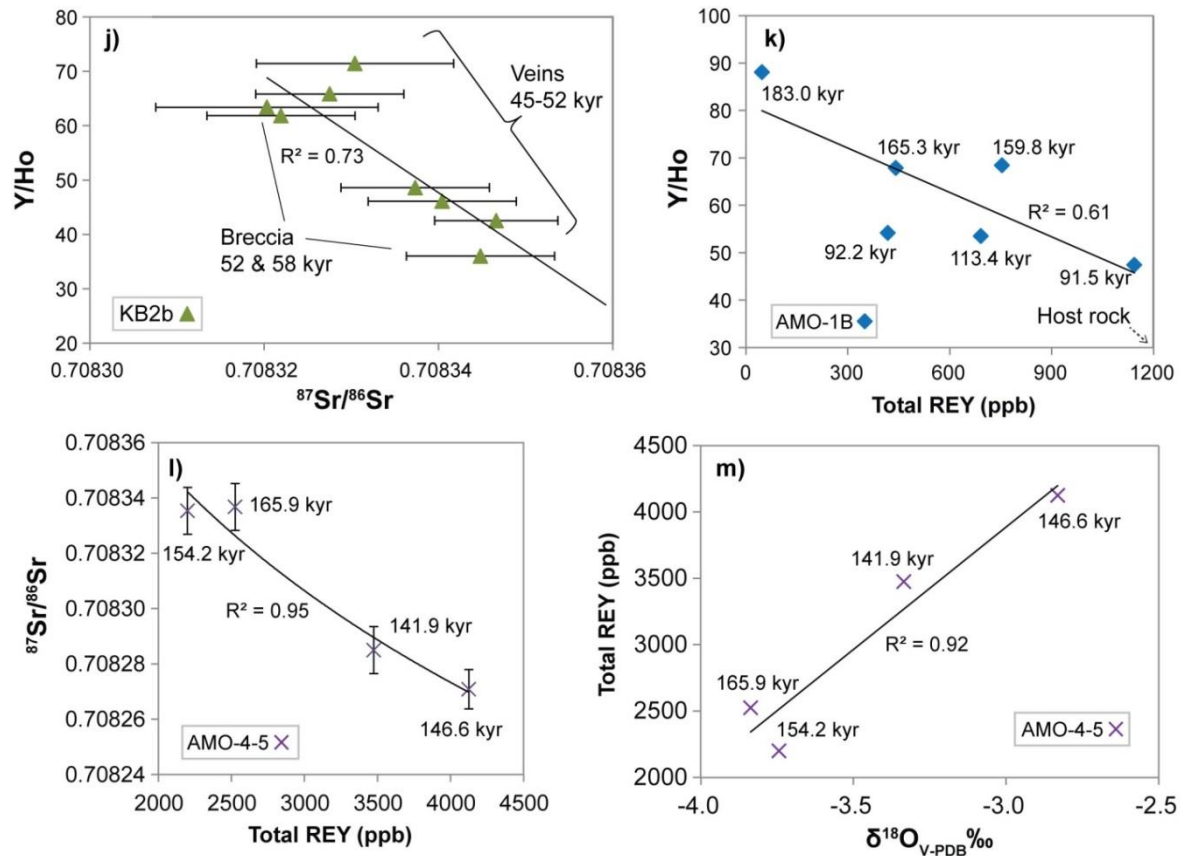 j)
80
70
60
50
40
30
20
Y/Ho
Veins
45-52 kyr
R² = 0.73
Breccia
52 & 58 kyr
KB2b
0.70830
0.70832
0.70834
0.70836
⁸⁷Sr/⁸⁶Sr
k)
100
90
80
70
60
50
40
30
Y/Ho
183.0 kyr
165.3 kyr
159.8 kyr
R² = 0.61
92.2 kyr
113.4 kyr
91.5 kyr
Host rock
AMO-1B
0
300
600
900
1200
Total REY (ppb)
l)
0.70836
0.70834
0.70832
0.70830
0.70828
0.70826
0.70824
⁸⁷Sr/⁸⁶Sr
165.9 kyr
154.2 kyr
R² = 0.95
141.9 kyr
146.6 kyr
AMO-4-5
2000
2500
3000
3500
4000
4500
Total REY (ppb)
m)
4500
4000
3500
3000
2500
2000
Total REY (ppb)
146.6 kyr
141.9 kyr
R² = 0.92
165.9 kyr
154.2 kyr
AMO-4-5
-4.0
-3.5
-3.0
-2.5
δ¹⁸O V-PDB‰